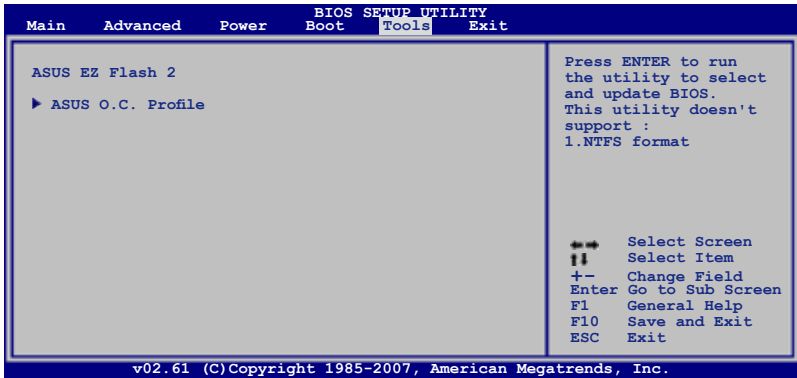 BIOS SETUP UTILITY
Main Advanced Power Boot Tools Exit
ASUS EZ Flash 2
ASUS O.C. Profile
Press ENTER to run
the utility to select
and update BIOS.
This utility doesn't
support :
1.NTFS format
Select Screen
Select Item
+- Change Field
Enter Go to Sub Screen
F1 General Help
F10 Save and Exit
ESC Exit
v02.61 (C)Copyright 1985-2007, American Megatrends, Inc.